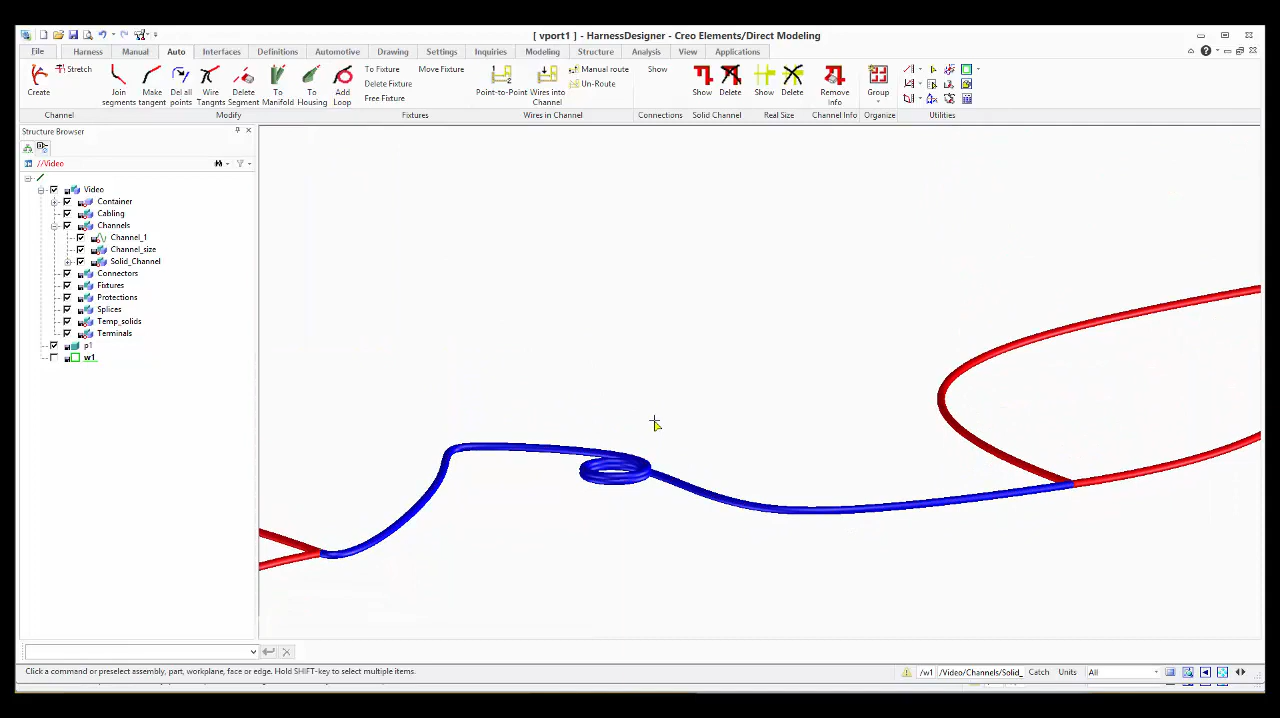 [ vport1 ] - HarnessDesigner - Creo Elements/Direct Modeling
File Harness Manual Auto Interfaces Definitions Automotive Drawing Settings Inquiries Modeling Structure Analysis View Applications
Create
Stretch
Join segments
Make tangent
Del all points
Wire Tangnts
Delete Segment
To Manifold
To Housing
Add Loop
To Fixture
Delete Fixture
Free Fixture
Move Fixture
Point-to-Point
Wires into Channel
Manual route
Un-Route
Show
Show
Delete
Show
Delete
Remove Info
Group
Channel Modify Fixtures Wires in Channel Connections Solid Channel Real Size Channel Info Organize Utilities
Structure Browser
//Video
Video
Container
Cabling
Channels
Channel_1
Channel_size
Solid_Channel
Connectors
Fixtures
Protections
Splices
Temp_solids
Terminals
p1
w1
Click a command or preselect assembly, part, workplane, face or edge. Hold SHIFT-key to select multiple items.
/w1 /Video/Channels/Solid_ Catch Units All